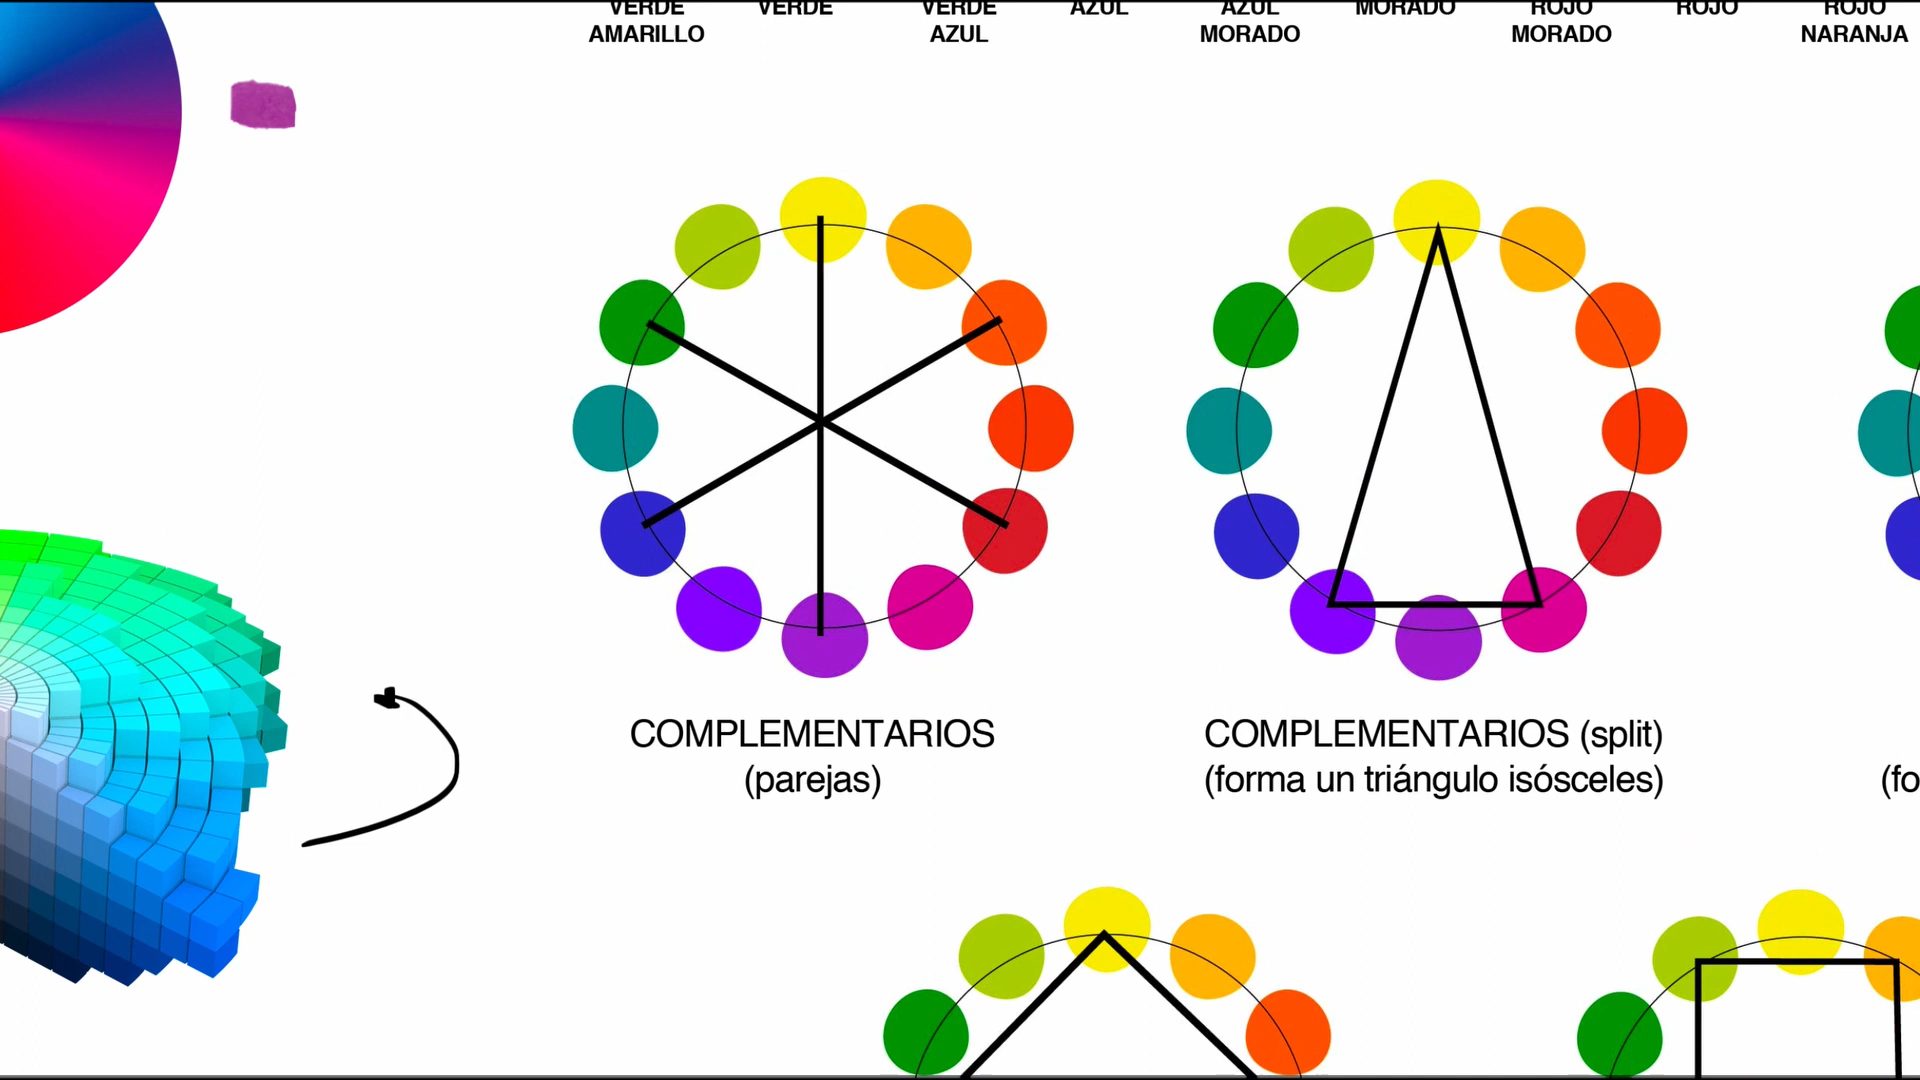 VERDE VERDE VERDE AZUL AZUL MORADO ROJO ROJO ROJO
AMARILLO AZUL MORADO MORADO NARANJA
COMPLEMENTARIOS
(parejas)
COMPLEMENTARIOS (split)
(forma un triángulo isósceles)
(fo